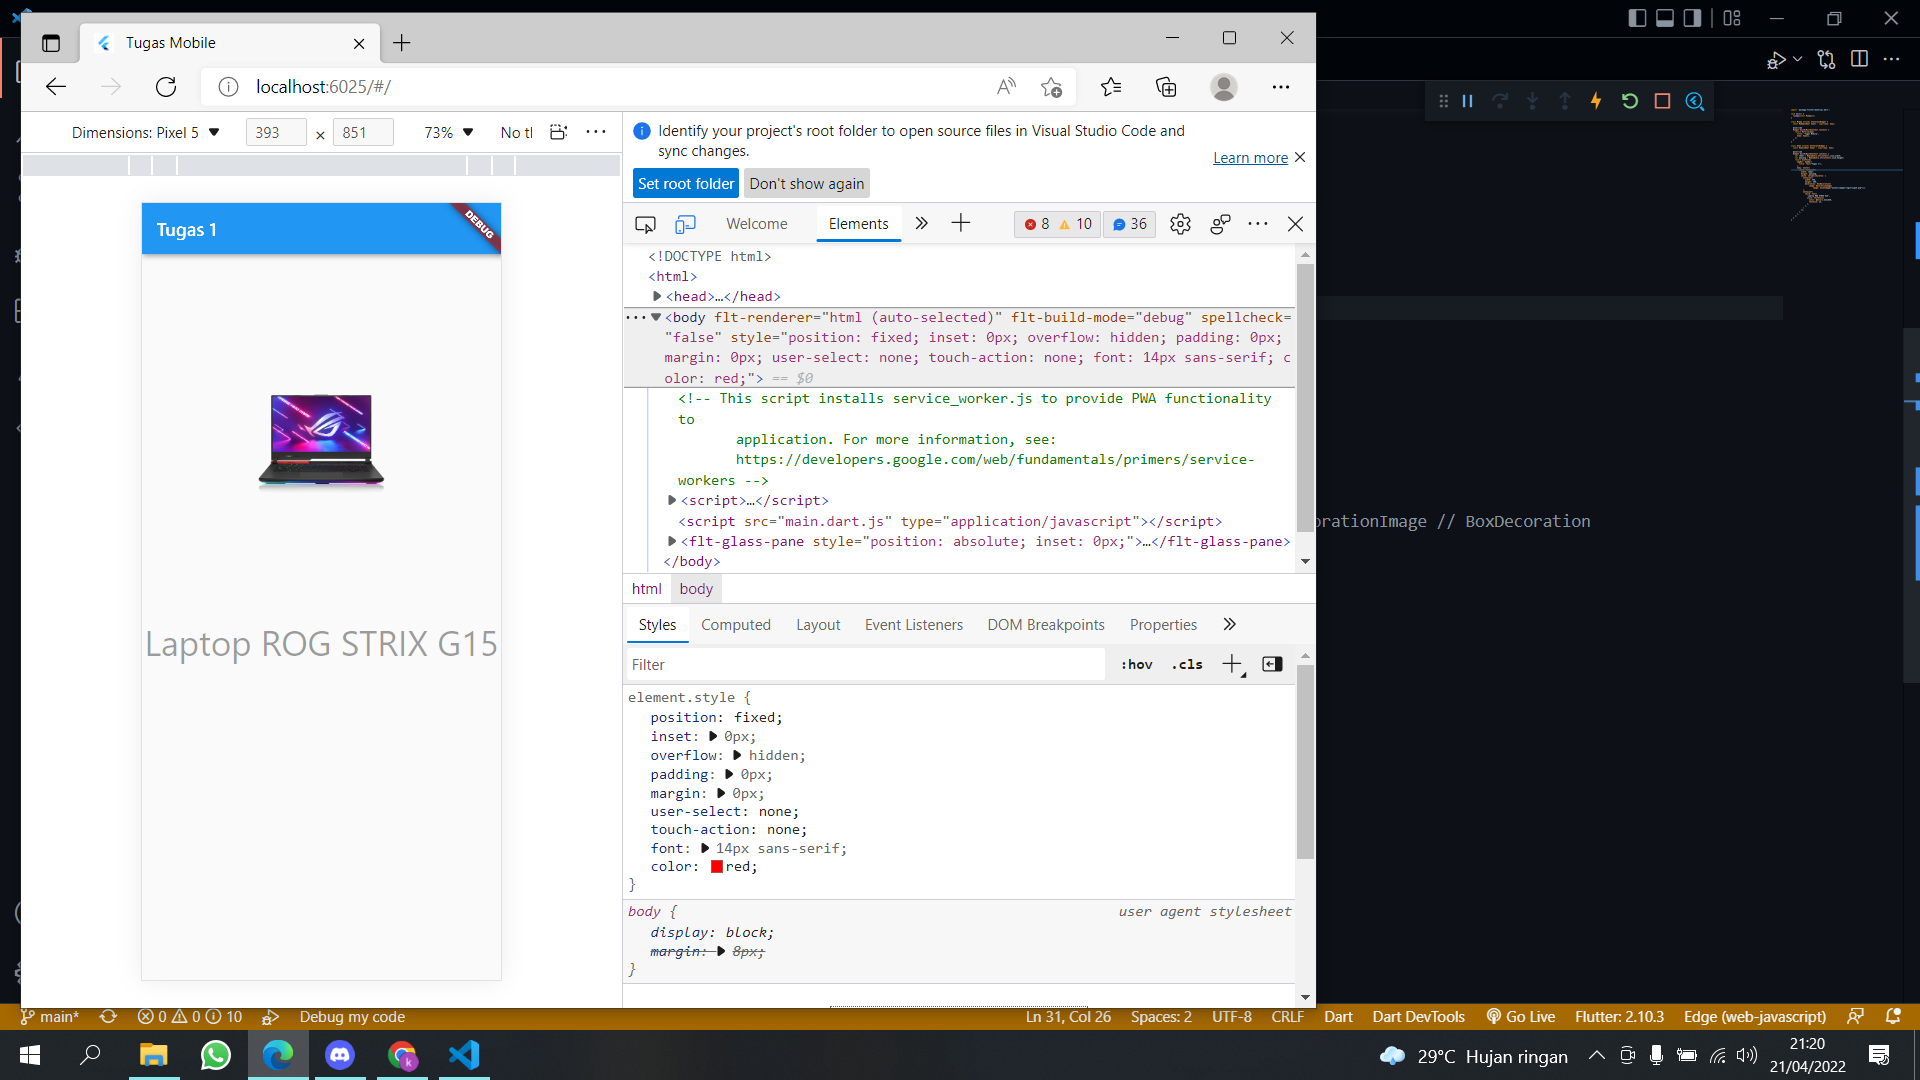 Tugas Mobile
localhost:6025/#/
Dimensions: Pixel 5
393
×
851
73%
No tl
Identify your project's root folder to open source files in Visual Studio Code and
sync changes.
Learn more
Set root folder
Don't show again
Welcome
Elements
8
10
36
Tugas 1
DEBUG
Laptop ROG STRIX G15
<!DOCTYPE html>
<html>
<head>…</head>
<body flt-renderer="html (auto-selected)" flt-build-mode="debug" spellcheck=
"false" style="position: fixed; inset: 0px; overflow: hidden; padding: 0px;
margin: 0px; user-select: none; touch-action: none; font: 14px sans-serif; c
olor: red;"> == $0
<!-- This script installs service_worker.js to provide PWA functionality
to
application. For more information, see:
https://developers.google.com/web/fundamentals/primers/service-
workers -->
<script>…</script>
<script src="main.dart.js" type="application/javascript"></script>
<flt-glass-pane style="position: absolute; inset: 0px;">…</flt-glass-pane>
</body>
html
body
Styles
Computed
Layout
Event Listeners
DOM Breakpoints
Properties
Filter
:hov
.cls
element.style {
position: fixed;
inset: 0px;
overflow: hidden;
padding: 0px;
margin: 0px;
user-select: none;
touch-action: none;
font: 14px sans-serif;
color: red;
}
body {
user agent stylesheet
display: block;
margin: 8px;
}
orationImage // BoxDecoration
main*
0
0
10
Debug my code
Ln 31, Col 26
Spaces: 2
UTF-8
CRLF
Dart
Dart DevTools
Go Live
Flutter: 2.10.3
Edge (web-javascript)
29°C Hujan ringan
21:20
21/04/2022